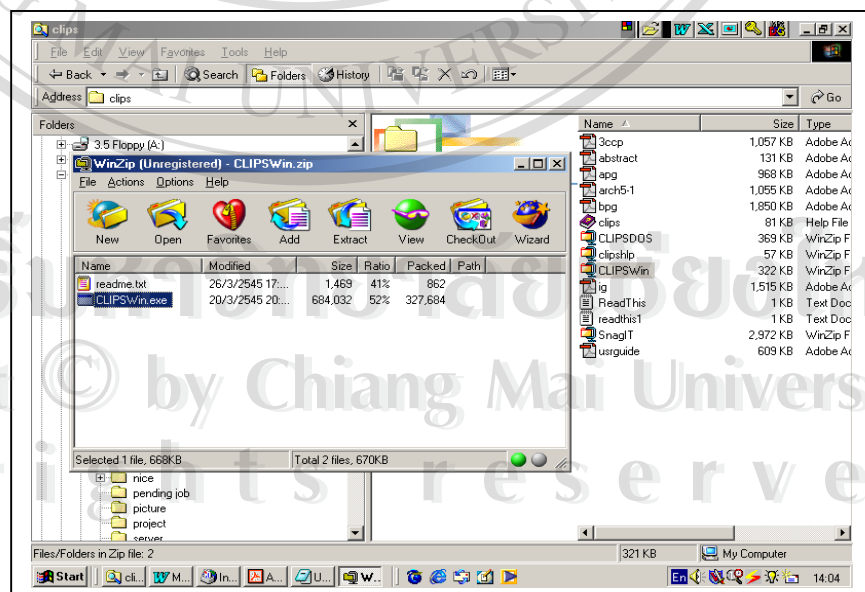 clips
File Edit View Favorites Tools Help
Back Search Folders History
Address clips Go
Folders
3.5 Floppy (A:)
WinZip (Unregistered) - CLIPSWin.zip
File Actions Options Help
New Open Favorites Add Extract View CheckOut Wizard
Name Modified Size Ratio Packed Path
readme.txt 26/3/2545 17:... 1,469 41% 862
CLIPSWin.exe 20/3/2545 20:... 684,032 52% 327,684
Selected 1 file, 668KB Total 2 files, 670KB
nice
pending job
picture
project
server
Name Size Type
3ccp 1,057 KB Adobe Ac
abstract 131 KB Adobe Ac
apg 968 KB Adobe Ac
arch5-1 1,055 KB Adobe Ac
bpg 1,850 KB Adobe Ac
clips 81 KB Help File
CLIPSDOS 369 KB WinZip F
clipshlp 57 KB WinZip F
CLIPSWin 322 KB WinZip F
ig 1,515 KB Adobe Ac
ReadThis 1 KB Text Doc
readthis1 1 KB Text Doc
SnagIT 2,972 KB WinZip F
usrguide 609 KB Adobe Ac
Files/Folders in Zip file: 2 321 KB My Computer
Start cli... M... In... A... U... W.. En 14:04
MAI UNIVERS
© by Chiang Mai Univers
rights reserve